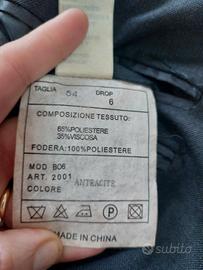 TAGLIA 54 DROP 6
COMPOSIZIONE TESSUTO:
65%POLIESTERE
35%VISCOSA
FODERA:100%POLIESTERE
MOD B06
ART. 2001
COLORE ANTRACITE
MADE IN CHINA
subito